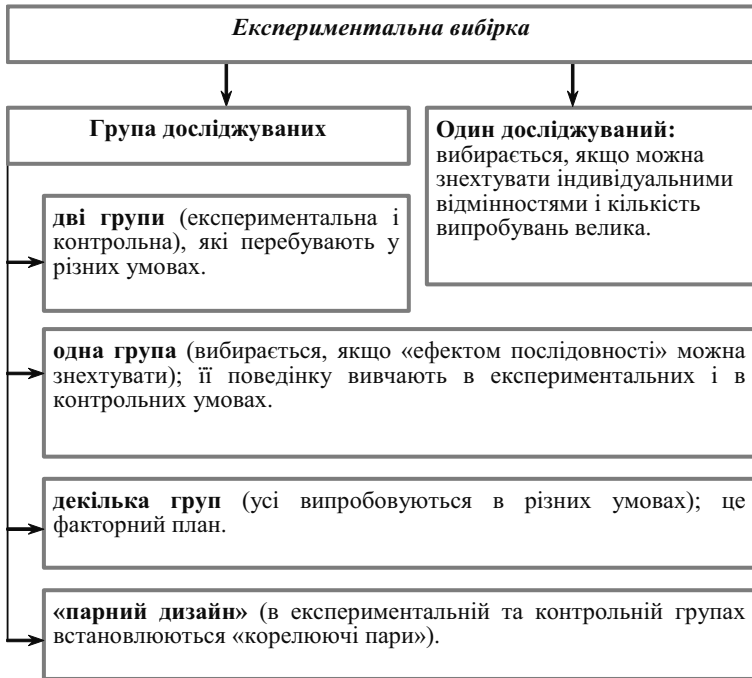 Експериментальна вибірка
Група досліджуваних
Один досліджуваний:
вибирається, якщо можна
знехтувати індивідуальними
відмінностями і кількість
випробувань велика.
дві групи (експериментальна і
контрольна), які перебувають у
різних умовах.
одна група (вибирається, якщо «ефектом послідовності» можна
знехтувати); її поведінку вивчають в експериментальних і в
контрольних умовах.
декілька груп (усі випробовуються в різних умовах); це
факторний план.
«парний дизайн» (в експериментальній та контрольній групах
встановлюються «корелюючі пари»).